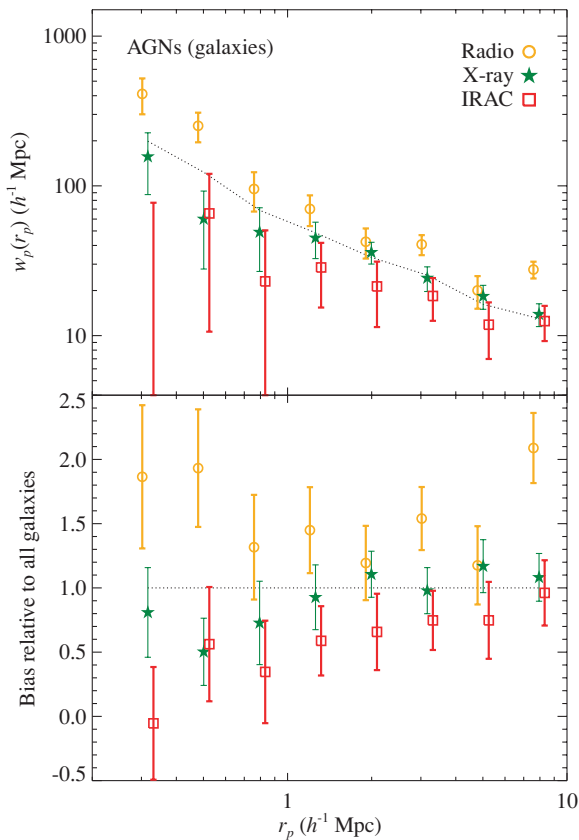 1000
AGNs (galaxies)
Radio
X-ray
IRAC
100
10
w_p(r_p) (h⁻¹ Mpc)
2.5
2.0
1.5
1.0
0.5
0.0
-0.5
Bias relative to all galaxies
1
10
r_p (h⁻¹ Mpc)